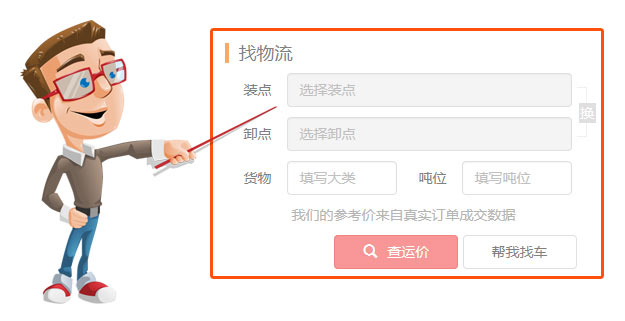 找物流
装点 选择装点
换
卸点 选择卸点
货物 填写大类 吨位 填写吨位
我们的参考价来自真实订单成交数据
查运价 帮我找车